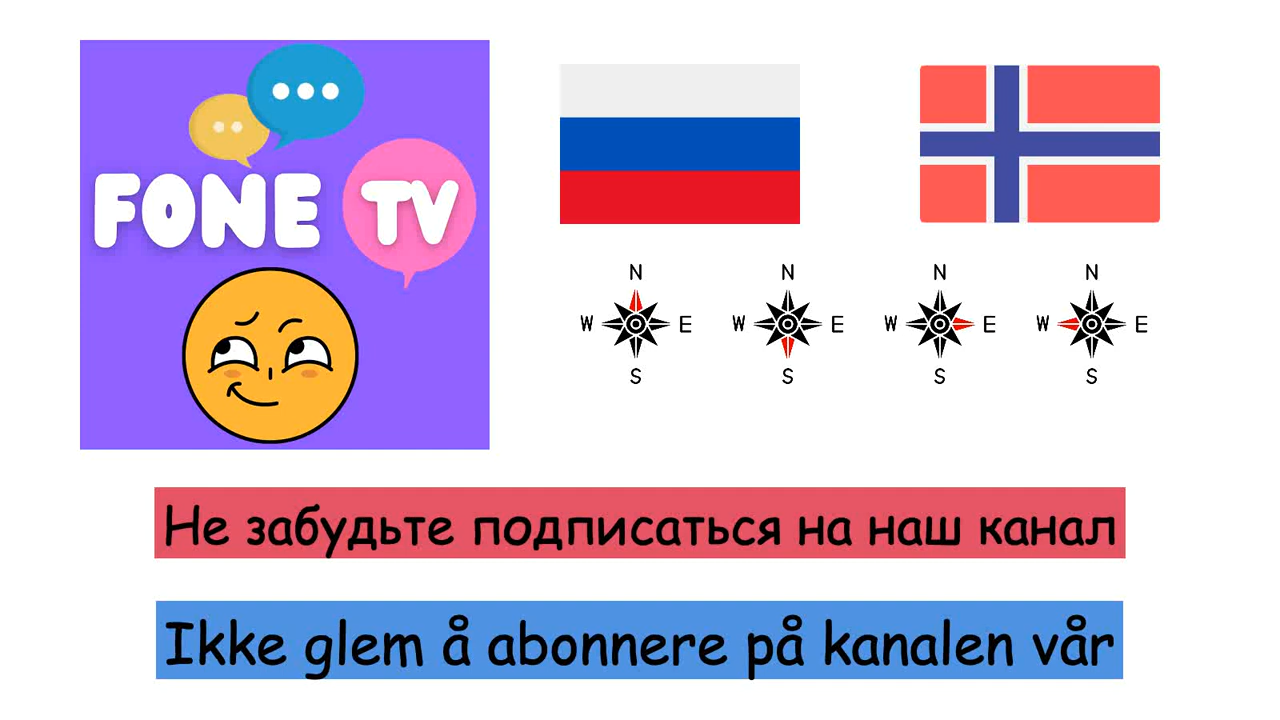 FONE TV
N N N N
W E W E W E W E
S S S S
Не забудьте подписаться на наш канал
Ikke glem å abonnere på kanalen vår